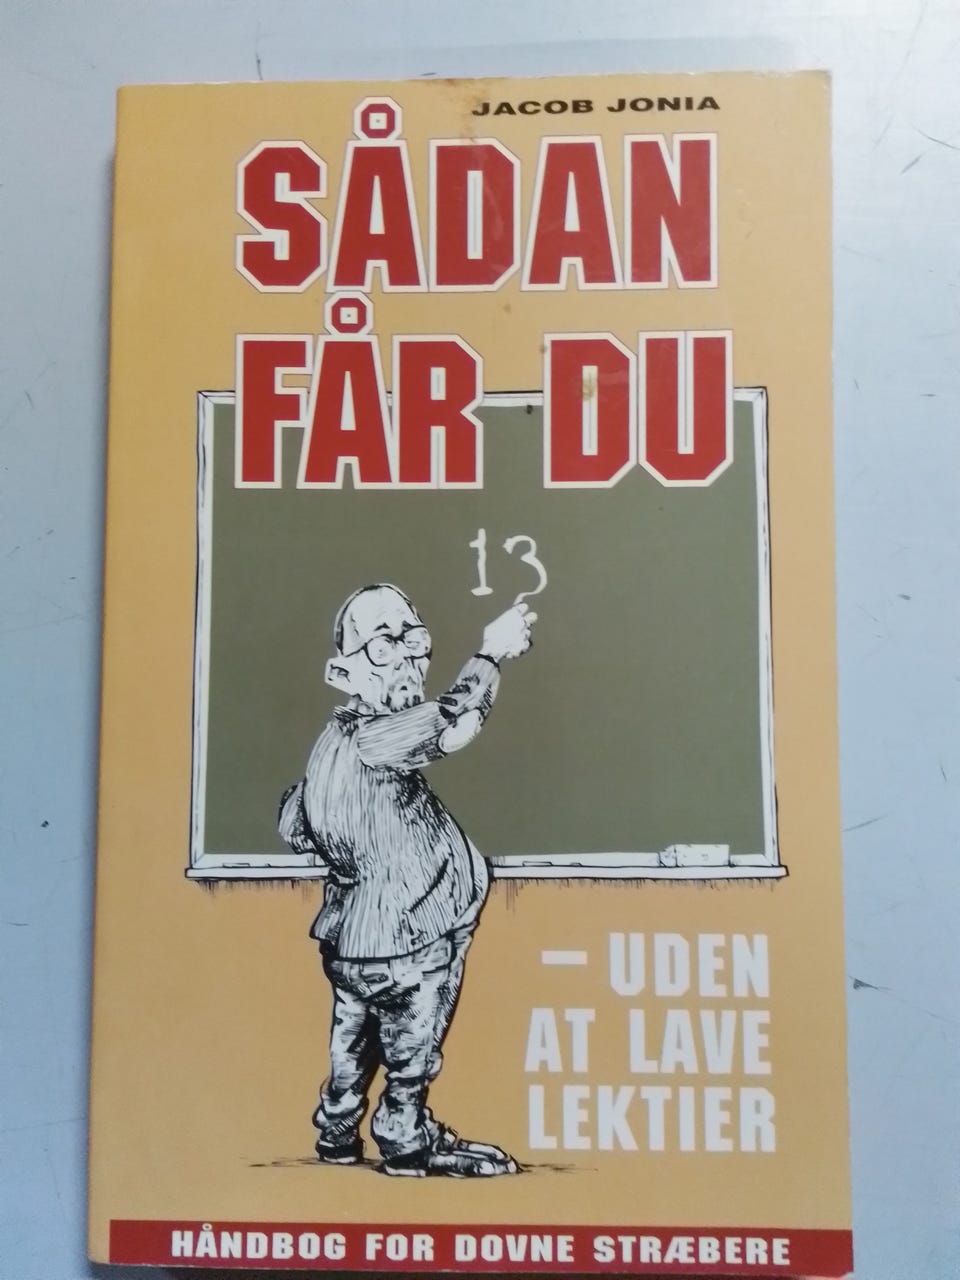 JACOB JONIA
SÅDAN
FÅR DU
13
– UDEN
AT LAVE
LEKTIER
HÅNDBOG FOR DOVNE STRÆBERE